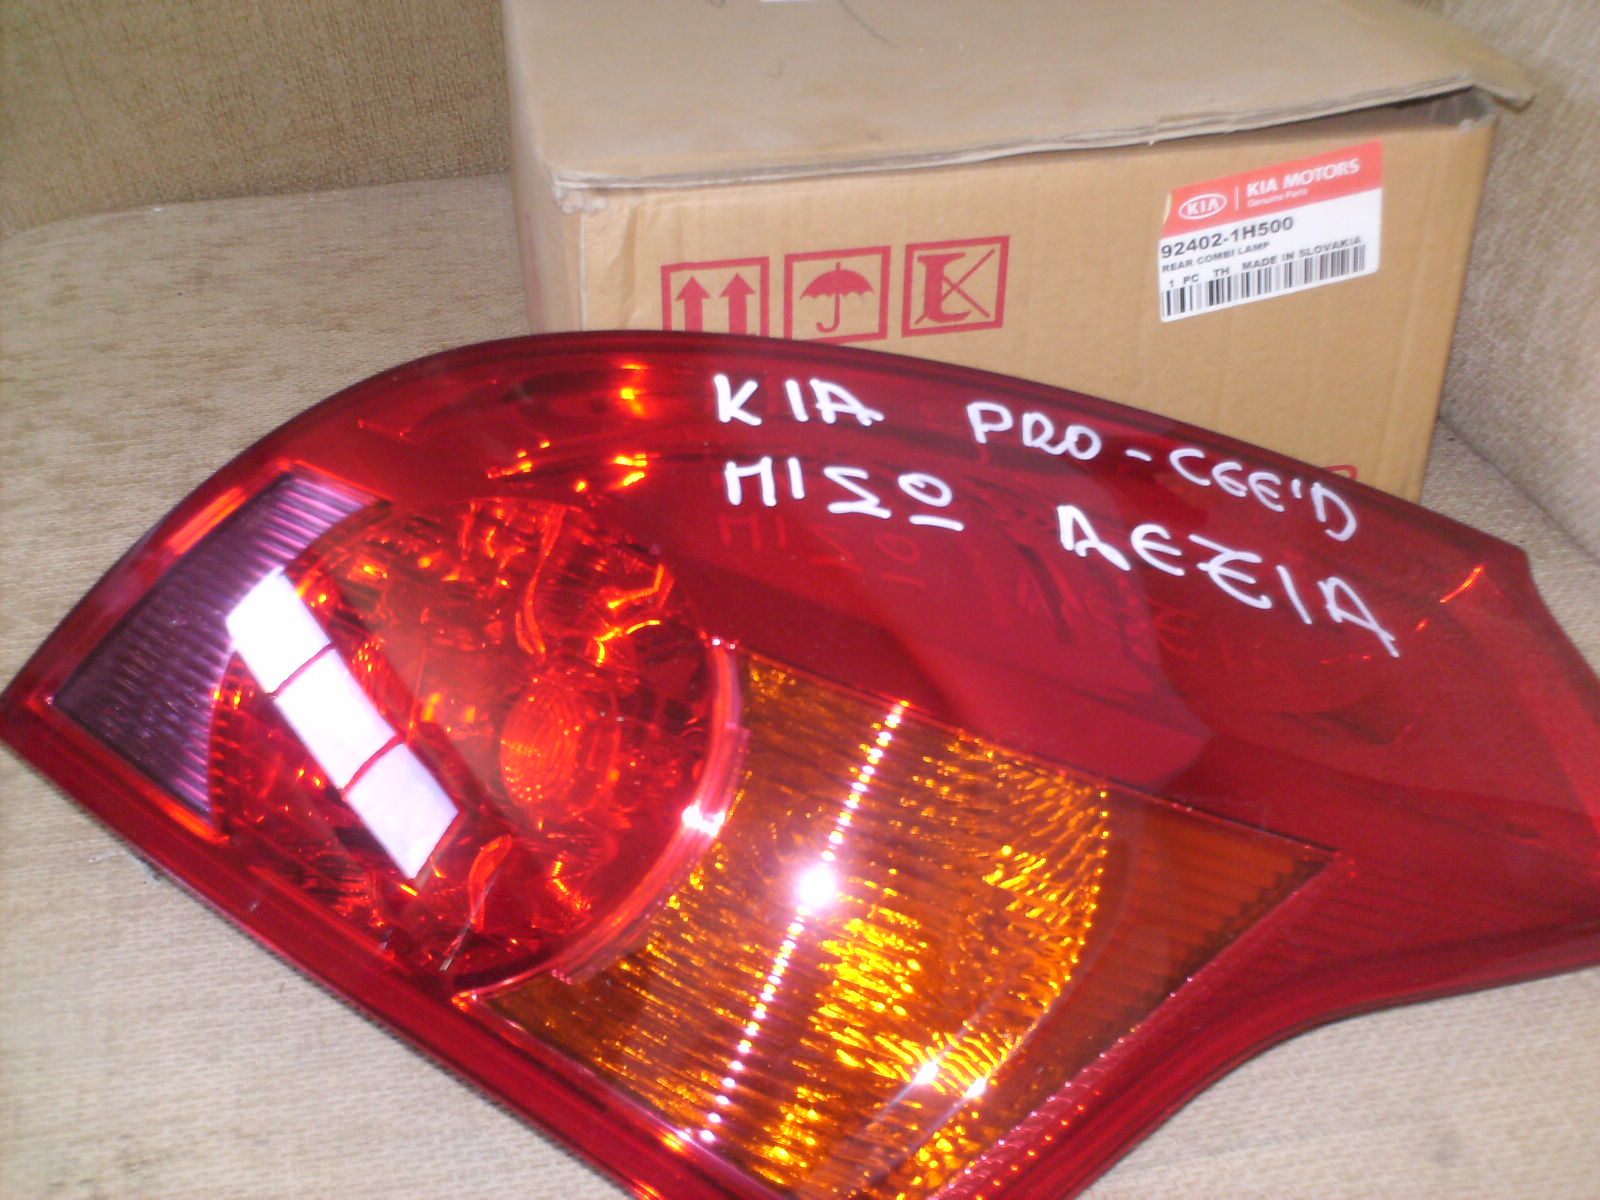 KIA
KIA MOTORS
Genuine Parts
92402-1H500
REAR COMBI LAMP
1 PC TH MADE IN SLOVAKIA
KIA PRO-CEE'D
ΠΙΣΩ ΔΕΞΙΑ